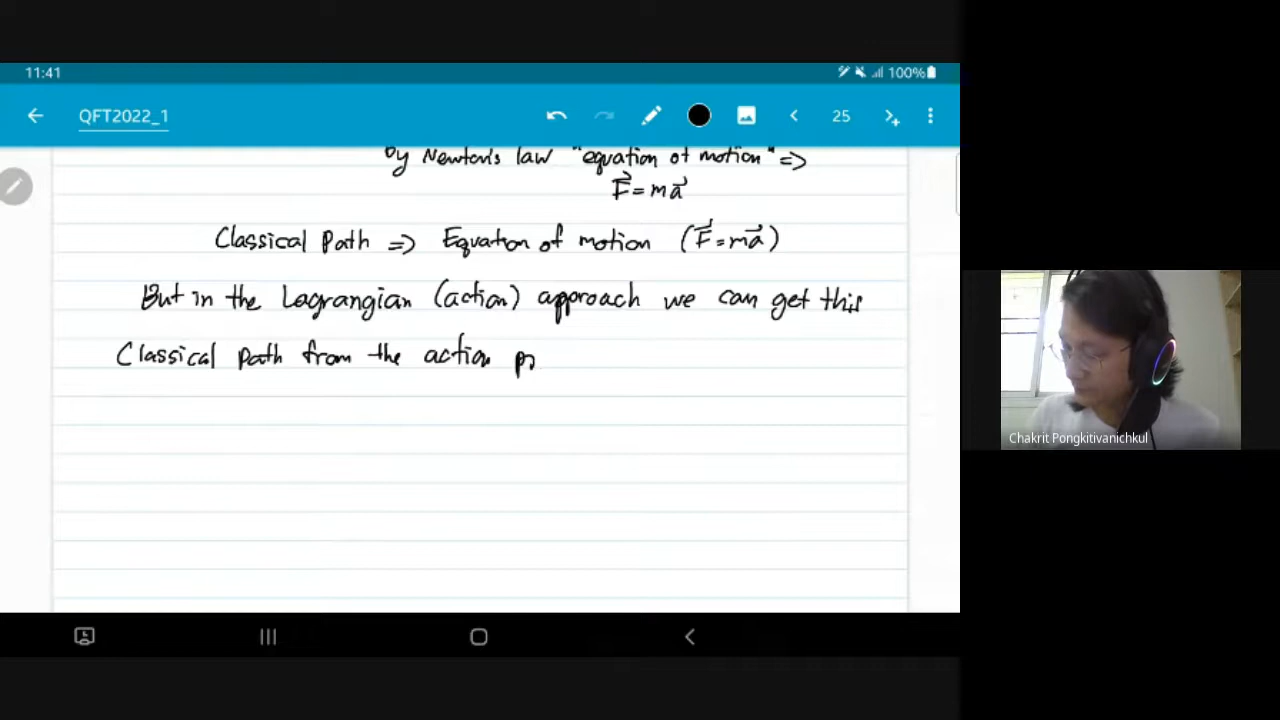 11:41
100%
QFT2022_1
25
by Newton's law "equation of motion" =>
F⃗ = ma⃗
Classical Path => Equation of motion (F⃗ = ma⃗)
But in the Lagrangian (action) approach we can get this
Classical path from the action pr
Chakrit Pongkitivanichkul